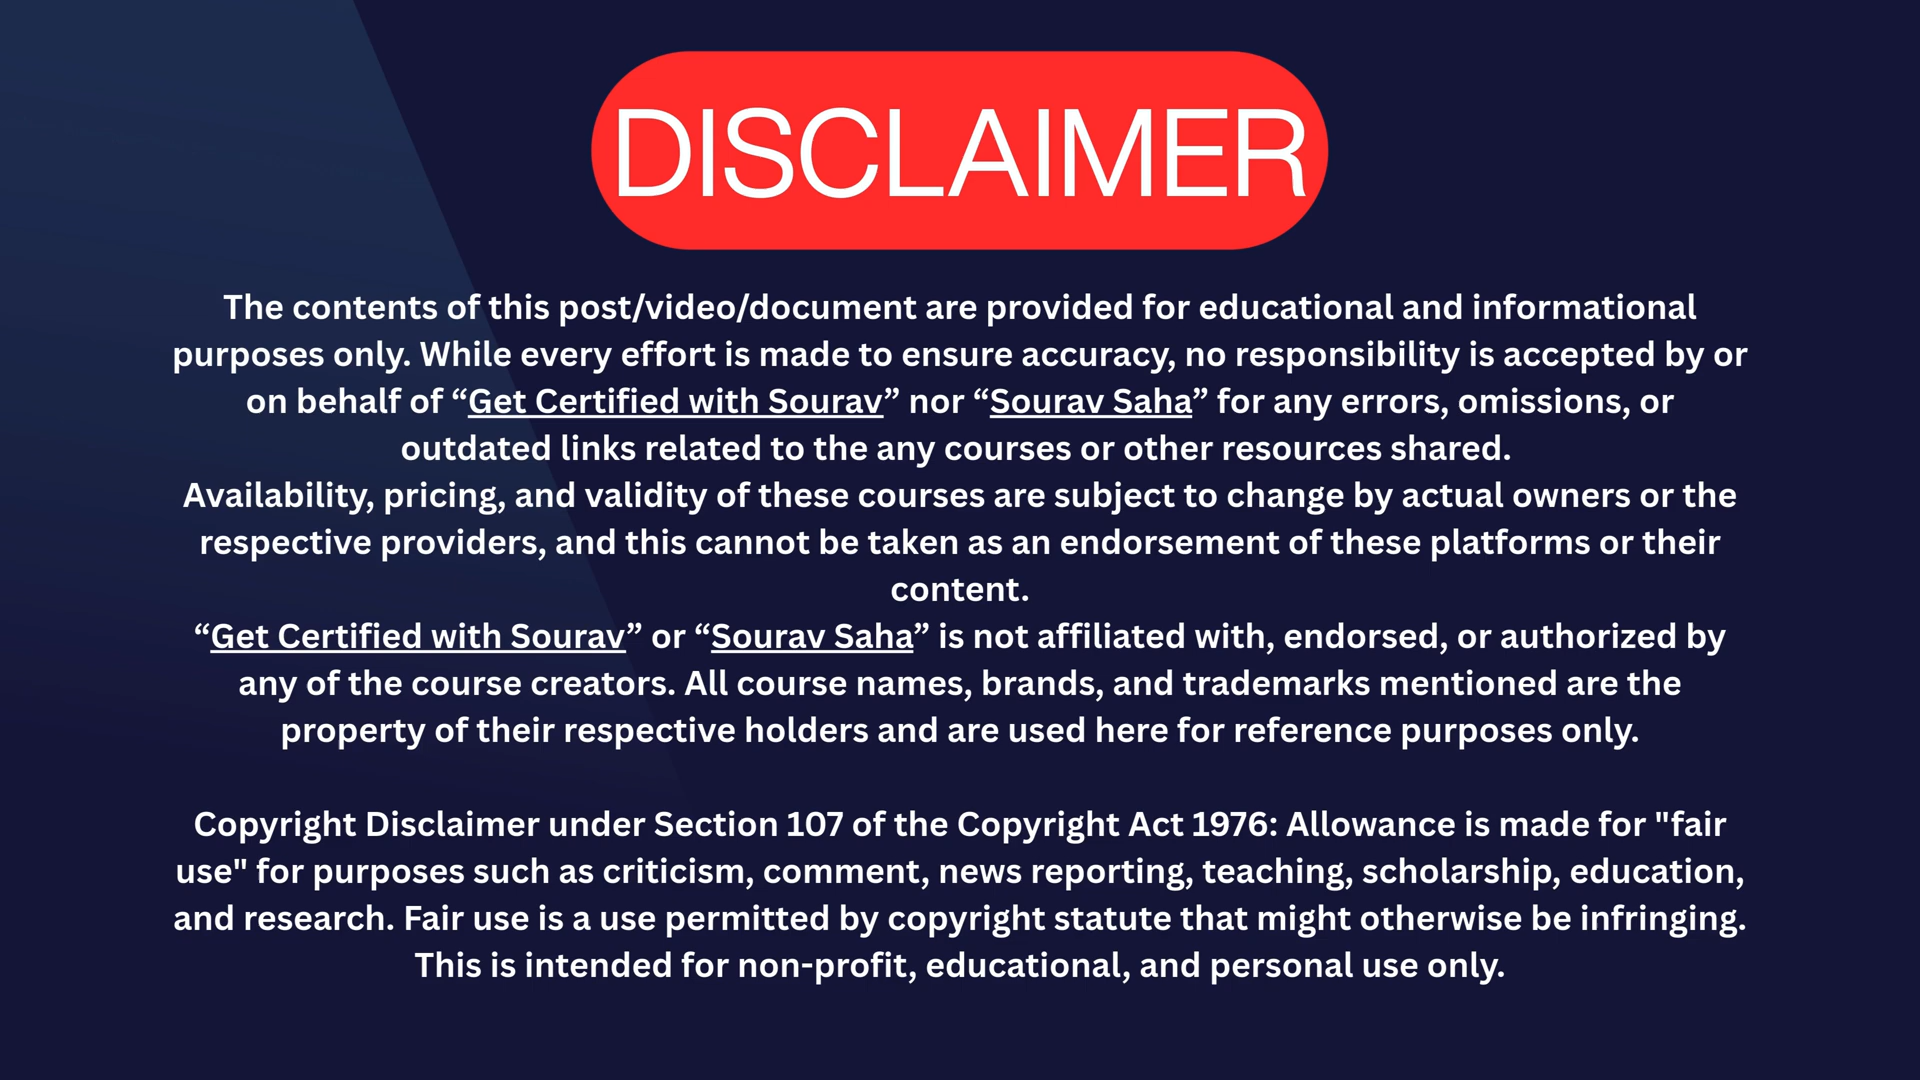 DISCLAIMER
The contents of this post/video/document are provided for educational and informational
purposes only. While every effort is made to ensure accuracy, no responsibility is accepted by or
on behalf of “Get Certified with Sourav” nor “Sourav Saha” for any errors, omissions, or
outdated links related to the any courses or other resources shared.
Availability, pricing, and validity of these courses are subject to change by actual owners or the
respective providers, and this cannot be taken as an endorsement of these platforms or their
content.
“Get Certified with Sourav” or “Sourav Saha” is not affiliated with, endorsed, or authorized by
any of the course creators. All course names, brands, and trademarks mentioned are the
property of their respective holders and are used here for reference purposes only.
Copyright Disclaimer under Section 107 of the Copyright Act 1976: Allowance is made for "fair
use" for purposes such as criticism, comment, news reporting, teaching, scholarship, education,
and research. Fair use is a use permitted by copyright statute that might otherwise be infringing.
This is intended for non-profit, educational, and personal use only.